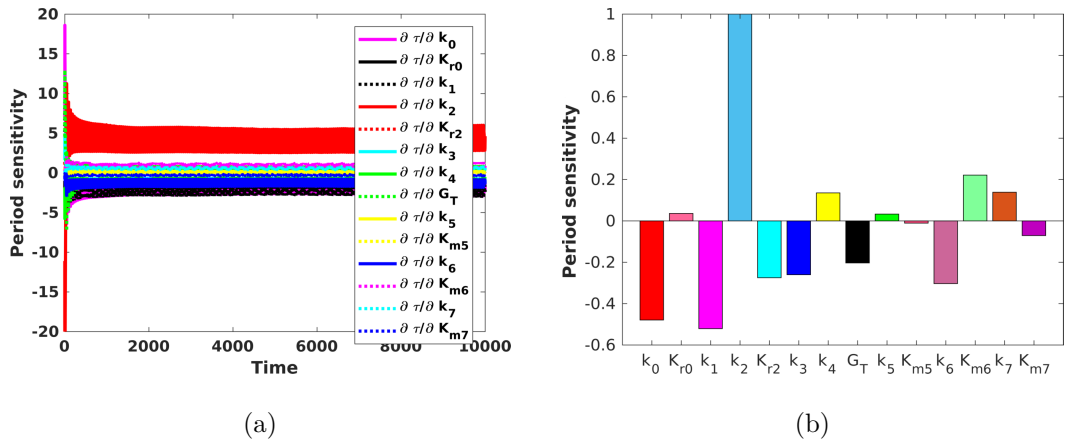 20
15
10
5
0
-5
-10
-15
-20
Period sensitivity
0
2000
4000
6000
8000
10000
Time
∂ τ/∂ k0
∂ τ/∂ Kr0
∂ τ/∂ k1
∂ τ/∂ k2
∂ τ/∂ Kr2
∂ τ/∂ k3
∂ τ/∂ k4
∂ τ/∂ GT
∂ τ/∂ k5
∂ τ/∂ Km5
∂ τ/∂ k6
∂ τ/∂ Km6
∂ τ/∂ k7
∂ τ/∂ Km7
(a)
1
0.8
0.6
0.4
0.2
0
-0.2
-0.4
-0.6
Period sensitivity
k0 Kr0 k1 k2 Kr2 k3 k4 GT k5 Km5 k6 Km6 k7 Km7
(b)